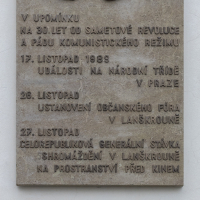 V UPOMÍNKU
NA 30 LET OD SAMETOVÉ REVOLUCE
A PÁDU KOMUNISTICKÉHO REŽIMU
17. LISTOPAD 1989
UDÁLOSTI NA NÁRODNÍ TŘÍDĚ
V PRAZE
26. LISTOPAD
USTANOVENÍ OBČANSKÉHO FÓRA
V LANŠKROUNĚ
27. LISTOPAD
CELOREPUBLIKOVÁ GENERÁLNÍ STÁVKA
SHROMÁŽDĚNÍ V LANŠKROUNĚ
NA PROSTRANSTVÍ PŘED KINEM